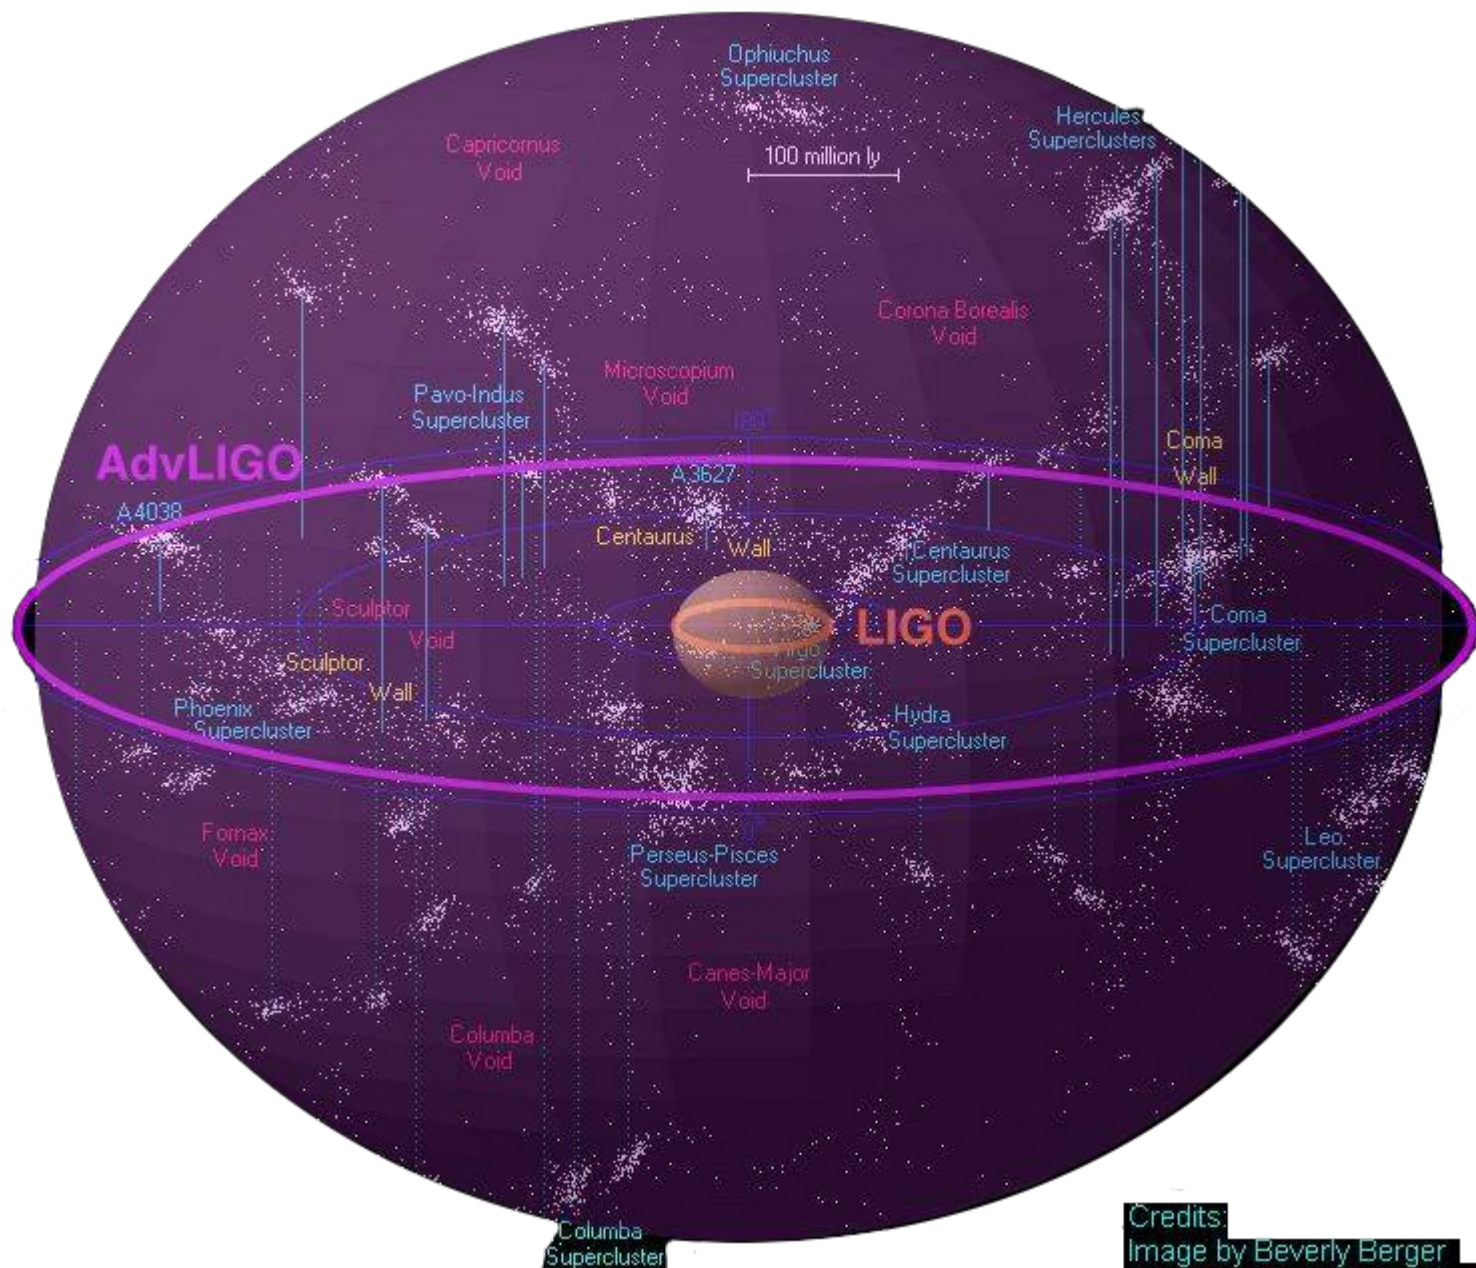 Ophiuchus
Supercluster
Hercules
Superclusters
Capricornus
Void
100 million ly
Corona Borealis
Void
Microscopium
Void
Pavo-Indus
Supercluster
180°
Coma
Wall
AdvLIGO
A3627
A4038
Centaurus
Wall
Centaurus
Supercluster
Sculptor
Void
LIGO
Coma
Supercluster
Virgo
Supercluster
Sculptor
Wall
Phoenix
Supercluster
Hydra
Supercluster
Fornax
Void
0°
Perseus-Pisces
Supercluster
Leo
Supercluster
Canes-Major
Void
Columba
Void
Columba
Supercluster
Credits:
Image by Beverly Berger